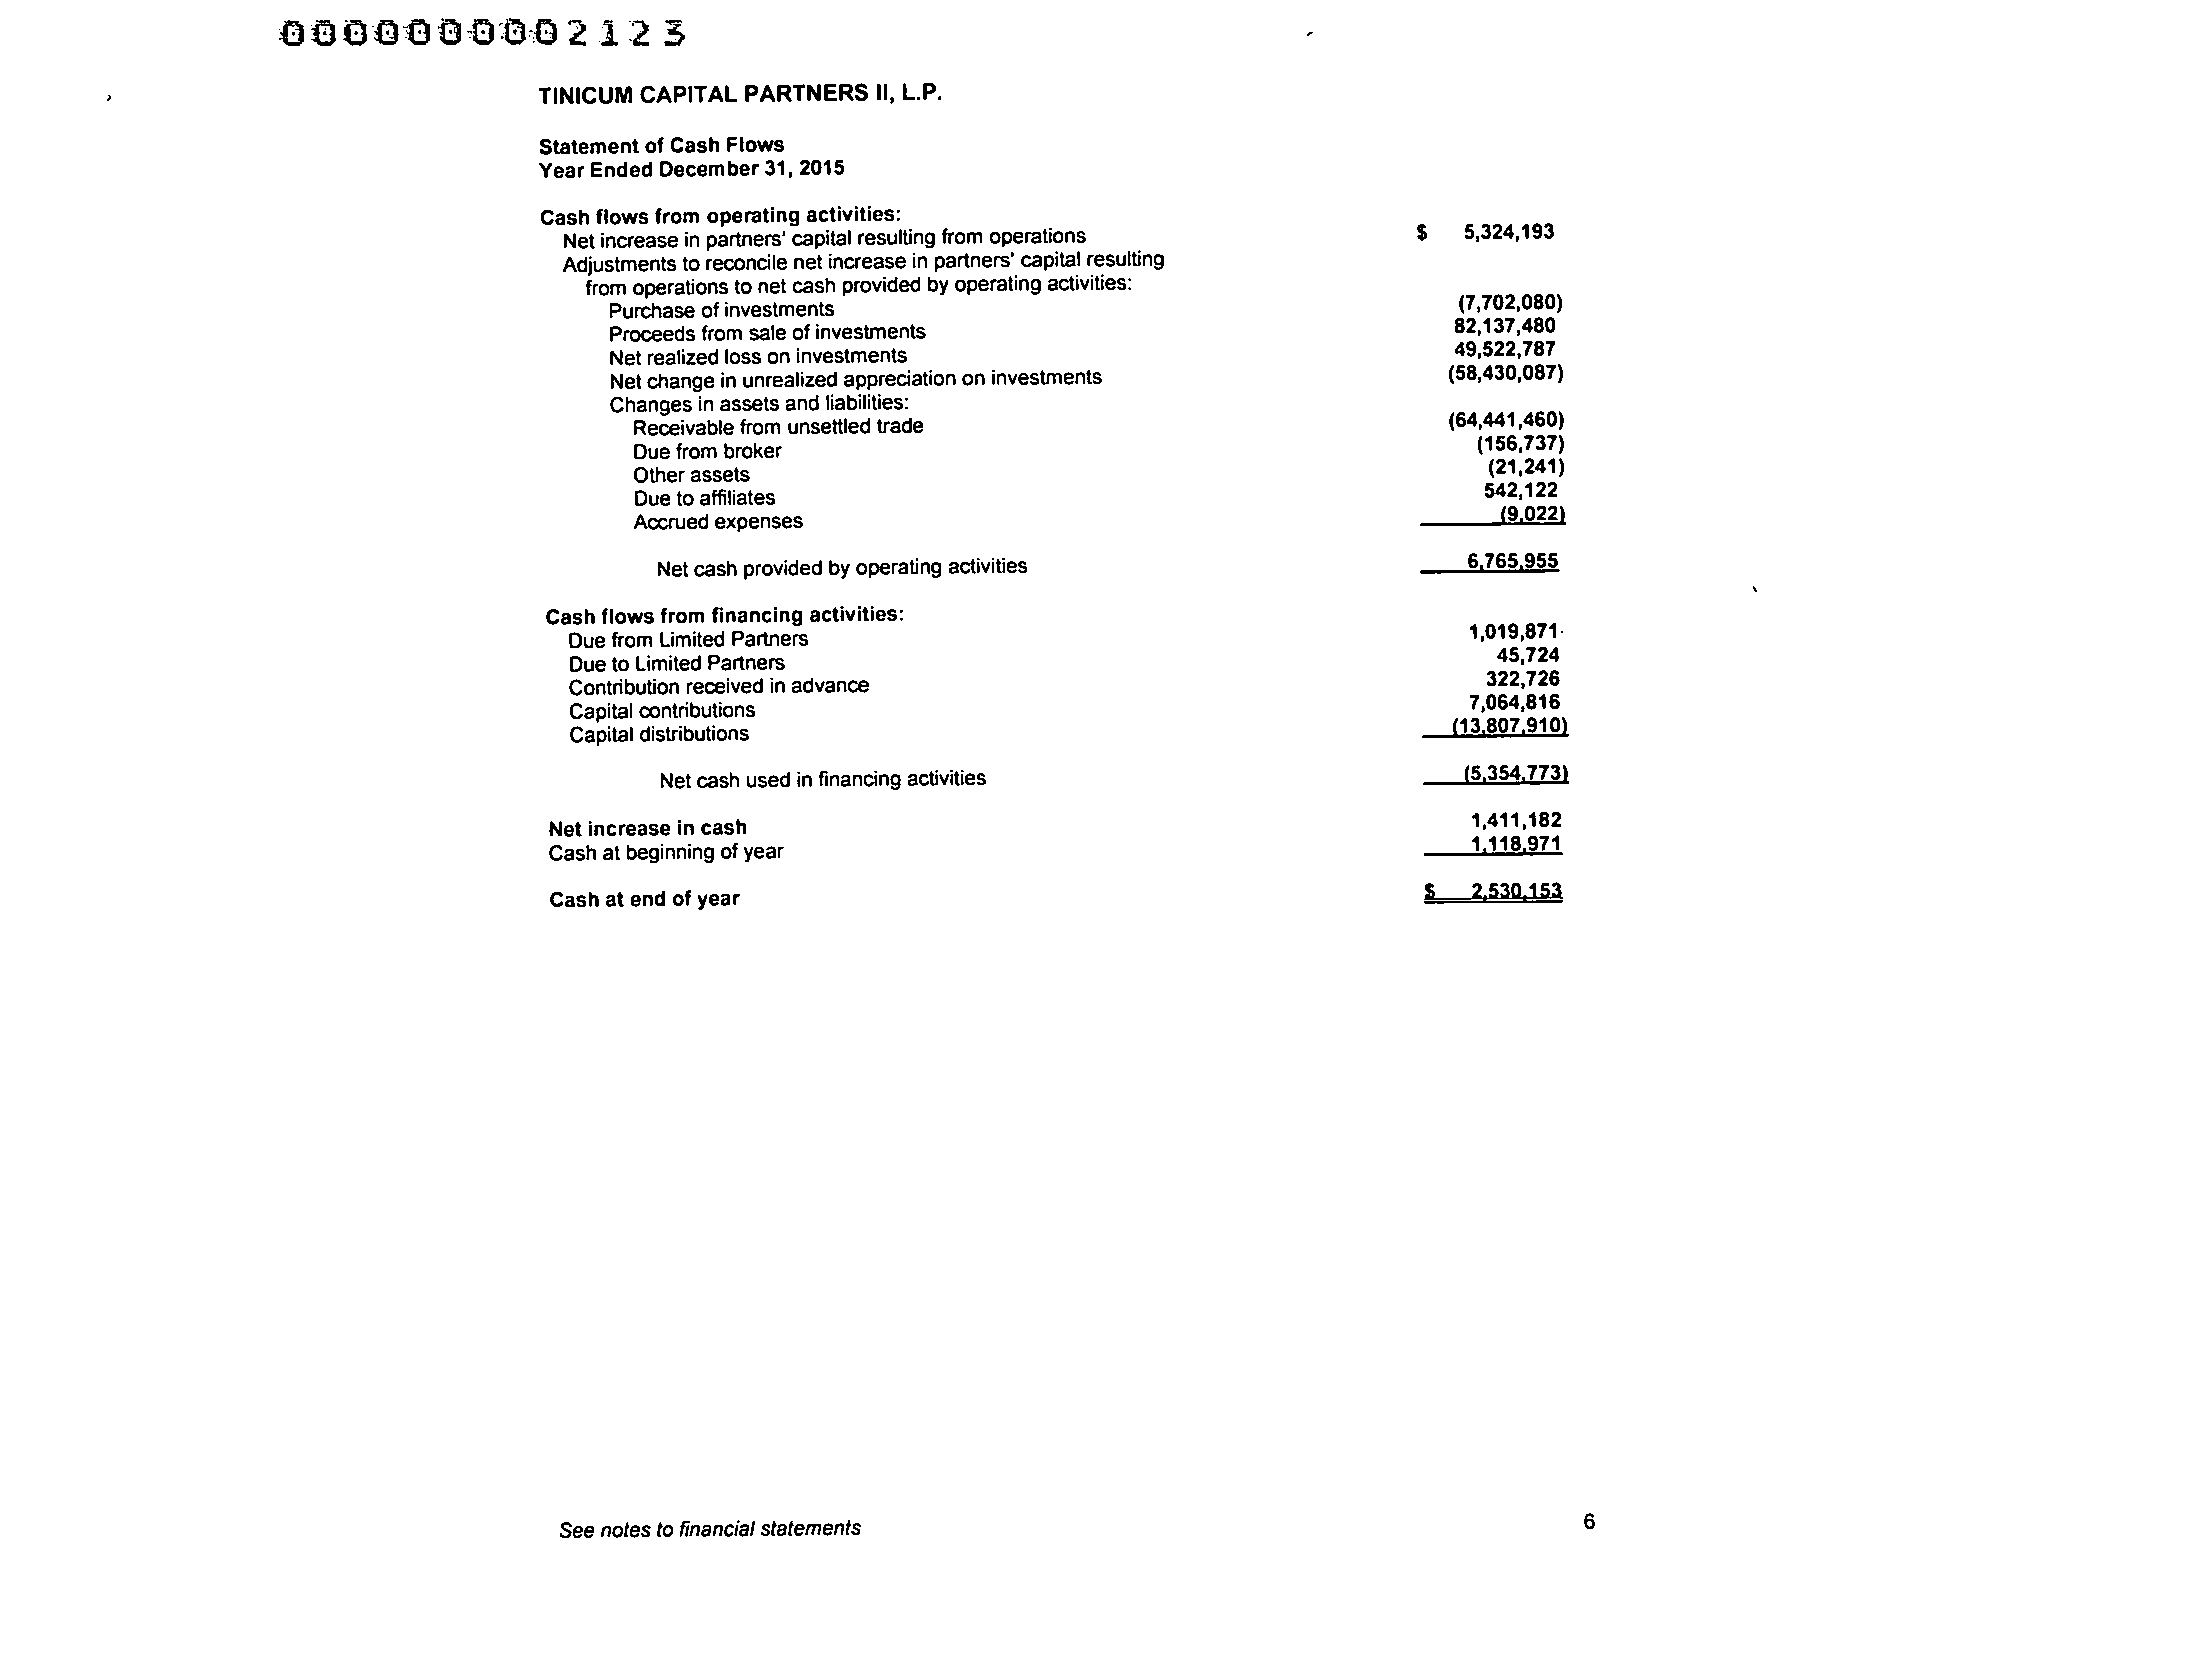 0000000002123
TINICUM CAPITAL PARTNERS II, L.P.
Statement of Cash Flows
Year Ended December 31, 2015
Cash flows from operating activities:
Net increase in partners' capital resulting from operations $ 5,324,193
Adjustments to reconcile net increase in partners' capital resulting
from operations to net cash provided by operating activities:
Purchase of investments (7,702,080)
Proceeds from sale of investments 82,137,480
Net realized loss on investments 49,522,787
Net change in unrealized appreciation on investments (58,430,087)
Changes in assets and liabilities:
Receivable from unsettled trade (64,441,460)
Due from broker (156,737)
Other assets (21,241)
Due to affiliates 542,122
Accrued expenses (9,022)
Net cash provided by operating activities 6,765,955
Cash flows from financing activities:
Due from Limited Partners 1,019,871
Due to Limited Partners 45,724
Contribution received in advance 322,726
Capital contributions 7,064,816
Capital distributions (13,807,910)
Net cash used in financing activities (5,354,773)
Net increase in cash 1,411,182
Cash at beginning of year 1,118,971
Cash at end of year $ 2,530,153
See notes to financial statements 6